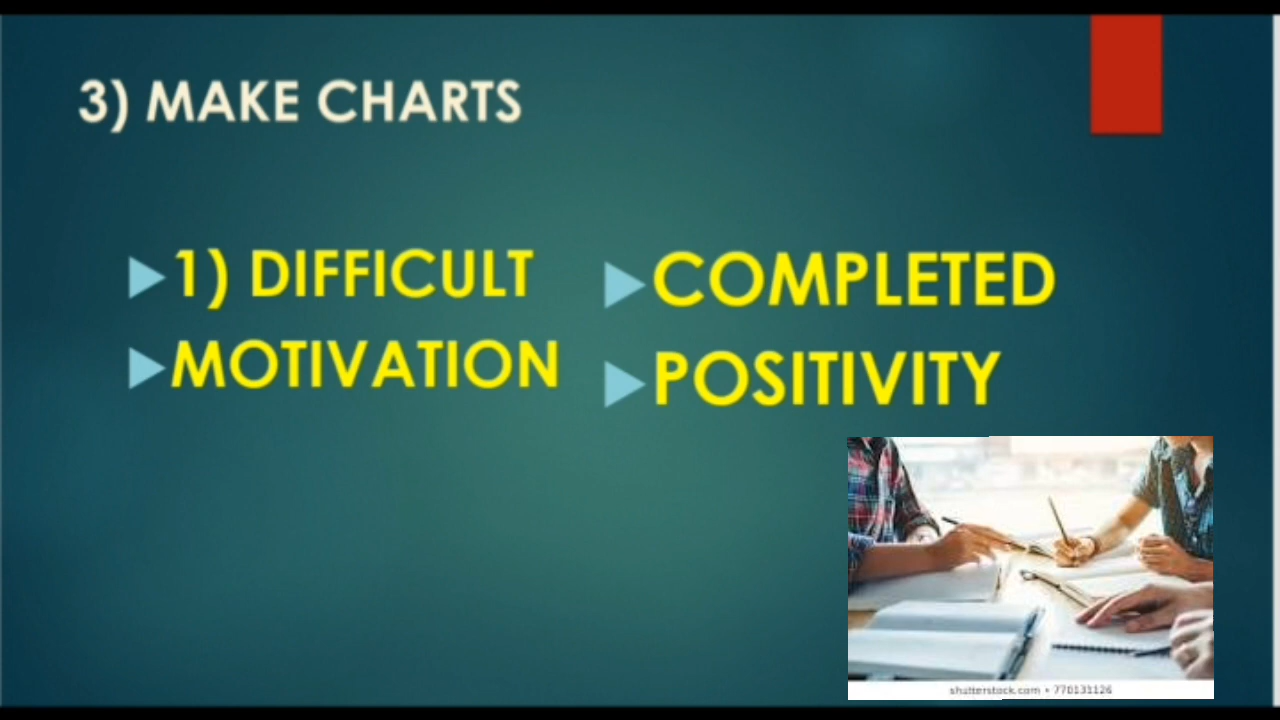 3) MAKE CHARTS
1) DIFFICULT
MOTIVATION
COMPLETED
POSITIVITY
shutterstock.com • 770131126